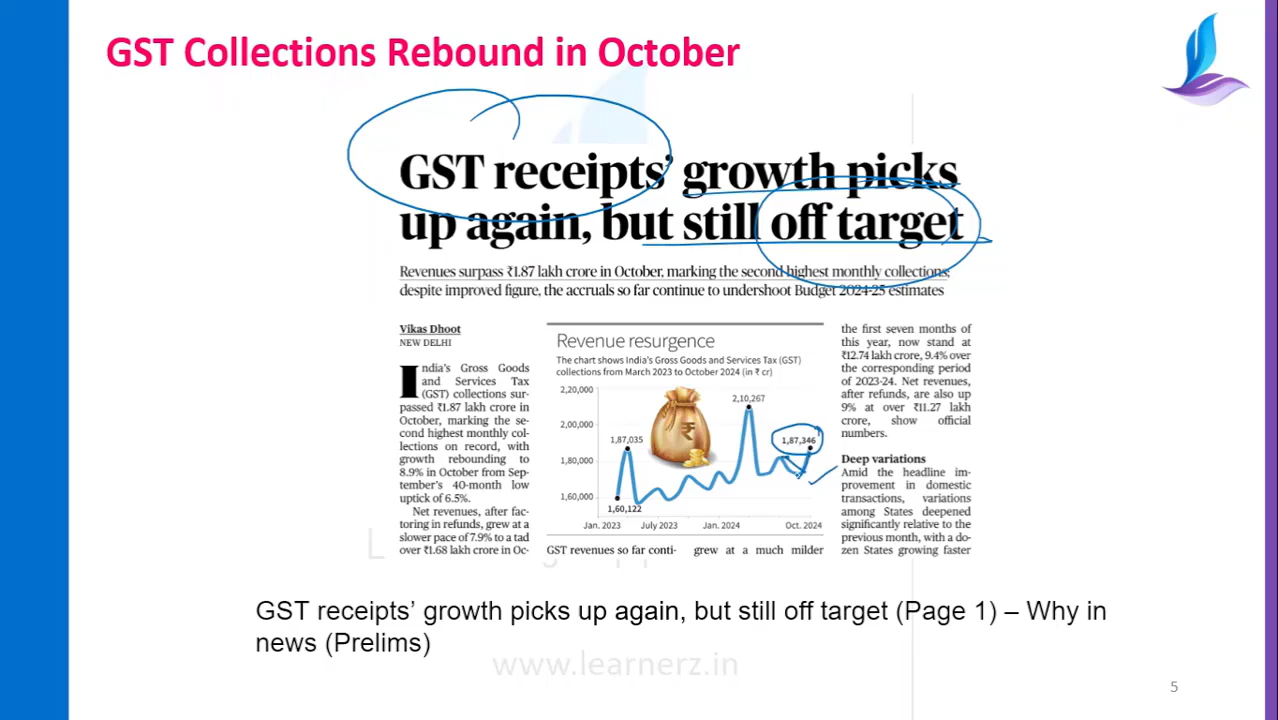 GST Collections Rebound in October
GST receipts’ growth picks
up again, but still off target
Revenues surpass ₹1.87 lakh crore in October, marking the second highest monthly collections;
despite improved figure, the accruals so far continue to undershoot Budget 2024-25 estimates
Vikas Dhoot
NEW DELHI
India’s Gross Goods
and Services Tax
(GST) collections sur-
passed ₹1.87 lakh crore in
October, marking the se-
cond highest monthly col-
lections on record, with
growth rebounding to
8.9% in October from Sep-
tember’s 40-month low
uptick of 6.5%.
Net revenues, after fac-
toring in refunds, grew at a
slower pace of 7.9% to a tad
over ₹1.68 lakh crore in Oc-
Revenue resurgence
The chart shows India’s Gross Goods and Services Tax (GST)
collections from March 2023 to October 2024 (in ₹ cr)
2,20,000
2,00,000
1,80,000
1,60,000
1,87,035
1,60,122
2,10,267
1,87,346
Jan. 2023 July 2023 Jan. 2024 Oct. 2024
GST revenues so far conti-
grew at a much milder
the first seven months of
this year, now stand at
₹12.74 lakh crore, 9.4% over
the corresponding period
of 2023-24. Net revenues,
after refunds, are also up
9% at over ₹11.27 lakh
crore, show official
numbers.
Deep variations
Amid the headline im-
provement in domestic
transactions, variations
among States deepened
significantly relative to the
previous month, with a do-
zen States growing faster
GST receipts’ growth picks up again, but still off target (Page 1) – Why in
news (Prelims)
www.learnerz.in
5